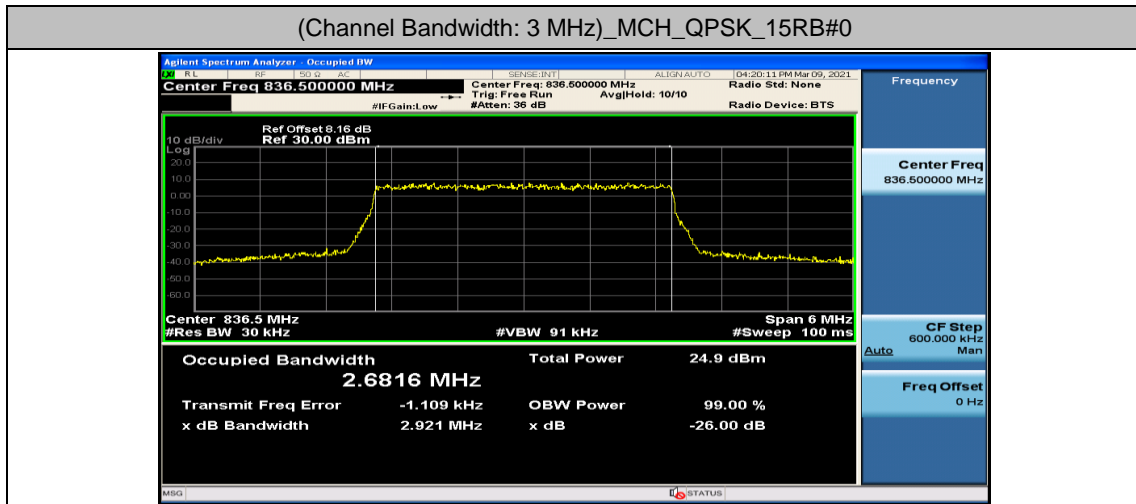 (Channel Bandwidth: 3 MHz)_MCH_QPSK_15RB#0
Agilent Spectrum Analyzer - Occupied BW
LXI RL RF 50 Ω AC SENSE:INT ALIGN AUTO 04:20:11 PM Mar 09, 2021
Center Freq 836.500000 MHz Center Freq: 836.500000 MHz Radio Std: None Frequency
Trig: Free Run Avg|Hold: 10/10
#IFGain:Low #Atten: 36 dB Radio Device: BTS
Ref Offset 8.16 dB
10 dB/div Ref 30.00 dBm
Log
20.0
10.0
0.00
-10.0
-20.0
-30.0
-40.0
-50.0
-60.0
Center Freq
836.500000 MHz
Center 836.5 MHz Span 6 MHz
#Res BW 30 kHz #VBW 91 kHz #Sweep 100 ms
CF Step
600.000 kHz
Auto Man
Occupied Bandwidth Total Power 24.9 dBm
2.6816 MHz
Freq Offset
0 Hz
Transmit Freq Error -1.109 kHz OBW Power 99.00 %
x dB Bandwidth 2.921 MHz x dB -26.00 dB
MSG STATUS